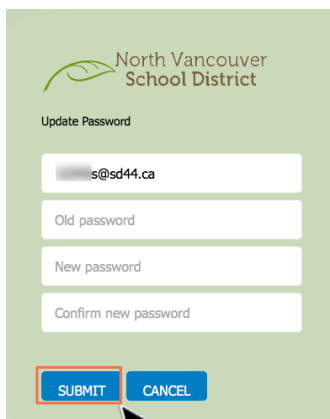 North Vancouver
School District
Update Password
s@sd44.ca
Old password
New password
Confirm new password
SUBMIT CANCEL